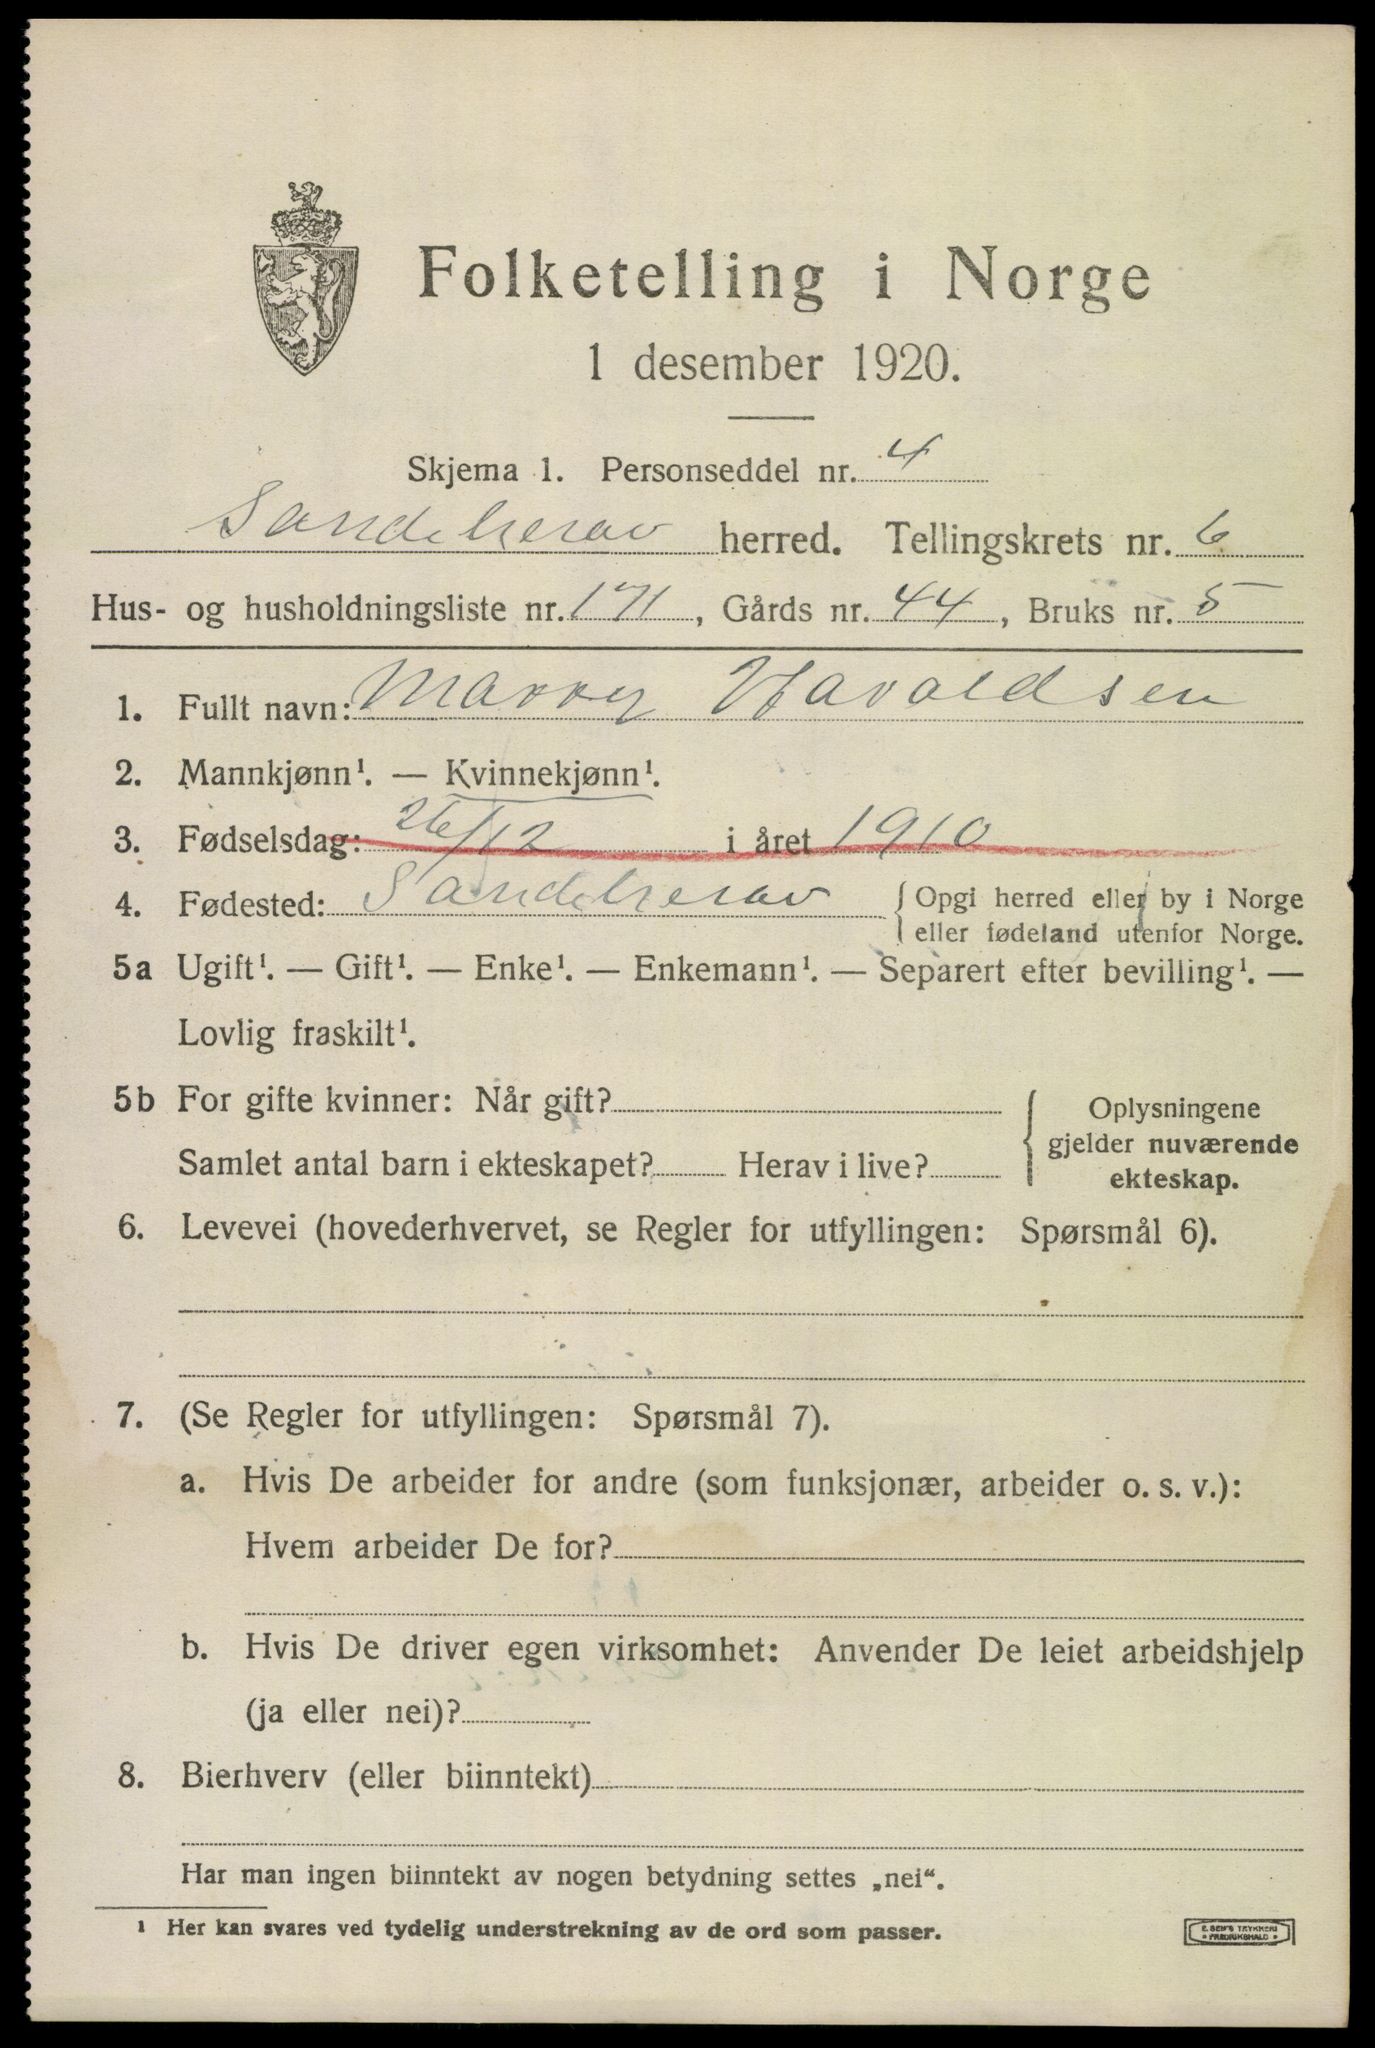 Folketelling i Norge
1 desember 1920.
Skjema 1. Personseddel nr. 4
Sandeherav herred. Tellingskrets nr. 6
Hus- og husholdningsliste nr. 171, Gårds nr. 44, Bruks nr. 5
1. Fullt navn: Marry Havaldsen
2. Mannkjønn¹. — Kvinnekjønn¹.
3. Fødselsdag: 26/12 i året 1910
4. Fødested: Sandeherav { Opgi herred eller by i Norge
eller fødeland utenfor Norge.
5a Ugift¹. — Gift¹. — Enke¹. — Enkemann¹. — Separert efter bevilling¹. —
Lovlig fraskilt¹.
5b For gifte kvinner: Når gift?
Samlet antal barn i ekteskapet? Herav i live?
Oplysningene
gjelder nuværende
ekteskap.
6. Levevei (hovederhvervet, se Regler for utfyllingen: Spørsmål 6).
7. (Se Regler for utfyllingen: Spørsmål 7).
a. Hvis De arbeider for andre (som funksjonær, arbeider o. s. v.):
Hvem arbeider De for?
b. Hvis De driver egen virksomhet: Anvender De leiet arbeidshjelp
(ja eller nei)?
8. Bierhverv (eller biinntekt)
Har man ingen biinntekt av nogen betydning settes „nei“.
¹ Her kan svares ved tydelig understrekning av de ord som passer.
E. SEM'S TRYKKERI
• FREDRIKSHALD •